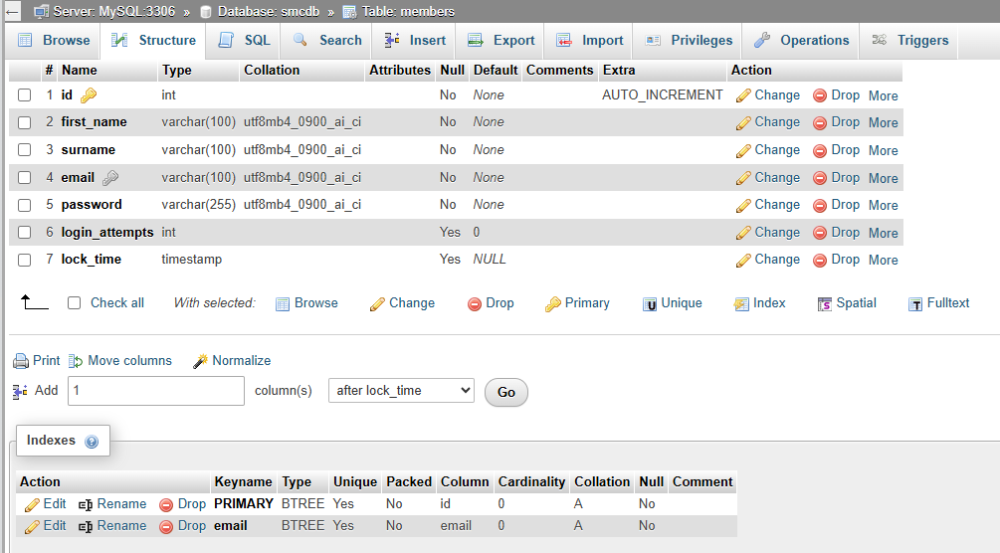 Server: MySQL:3306 » Database: smcdb » Table: members
Browse Structure SQL Search Insert Export Import Privileges Operations Triggers
# Name Type Collation Attributes Null Default Comments Extra Action
1 id int No None AUTO_INCREMENT Change Drop More
2 first_name varchar(100) utf8mb4_0900_ai_ci No None Change Drop More
3 surname varchar(100) utf8mb4_0900_ai_ci No None Change Drop More
4 email varchar(100) utf8mb4_0900_ai_ci No None Change Drop More
5 password varchar(255) utf8mb4_0900_ai_ci No None Change Drop More
6 login_attempts int Yes 0 Change Drop More
7 lock_time timestamp Yes NULL Change Drop More
Check all With selected: Browse Change Drop Primary Unique Index Spatial Fulltext
Print Move columns Normalize
Add 1 column(s) after lock_time Go
Indexes
Action Keyname Type Unique Packed Column Cardinality Collation Null Comment
Edit Rename Drop PRIMARY BTREE Yes No id 0 A No
Edit Rename Drop email BTREE Yes No email 0 A No